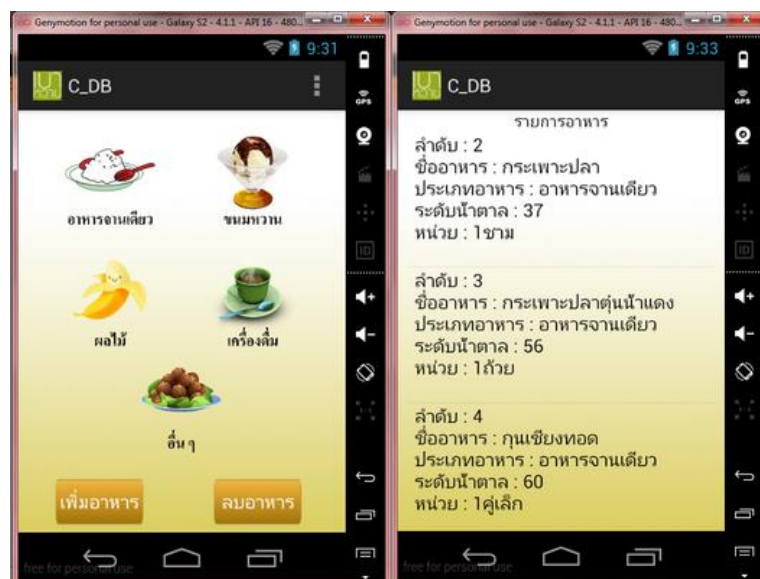 Genymotion for personal use - Galaxy S2 - 4.1.1 - API 16 - 480...
9:31
C_DB
GPS
อาหารจานเดียว
ขนมหวาน
ID
ผลไม้
เครื่องดื่ม
อื่น ๆ
เพิ่มอาหาร
ลบอาหาร
free for personal use
Genymotion for personal use - Galaxy S2 - 4.1.1 - API 16 - 480...
9:33
C_DB
GPS
รายการอาหาร
ลำดับ : 2
ชื่ออาหาร : กระเพาะปลา
ประเภทอาหาร : อาหารจานเดียว
ระดับน้ำตาล : 37
หน่วย : 1ชาม
ID
ลำดับ : 3
ชื่ออาหาร : กระเพาะปลาตุ่นน้ำแดง
ประเภทอาหาร : อาหารจานเดียว
ระดับน้ำตาล : 56
หน่วย : 1ถ้วย
ลำดับ : 4
ชื่ออาหาร : กุนเชียงทอด
ประเภทอาหาร : อาหารจานเดียว
ระดับน้ำตาล : 60
หน่วย : 1คู่เล็ก
free for personal use